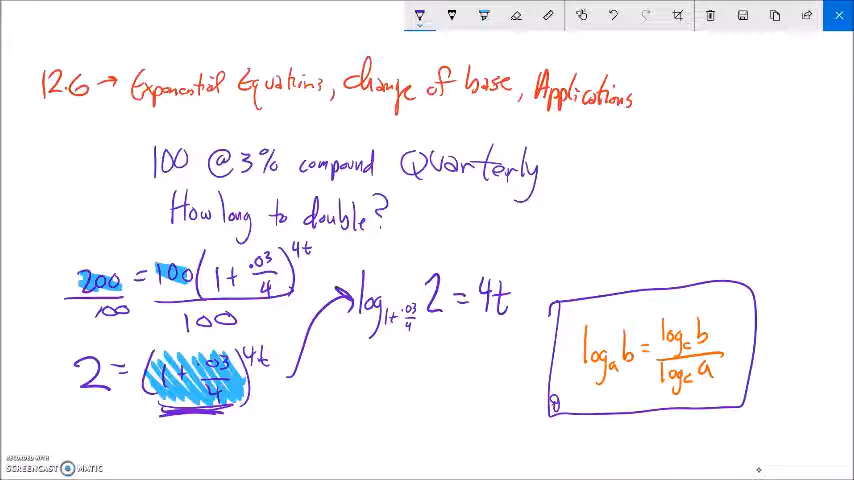 12.6 → Exponential Equations, Change of base, Applications
100 @ 3% compound Quarterly
How long to double?
200 = 100 (1 + .03/4)^4t
100 100
log_1+.03/4 2 = 4t
2 = (1 + .03/4)^4t
log_a b = log_c b / log_c a
RECORDED WITH
SCREENCAST MATIC